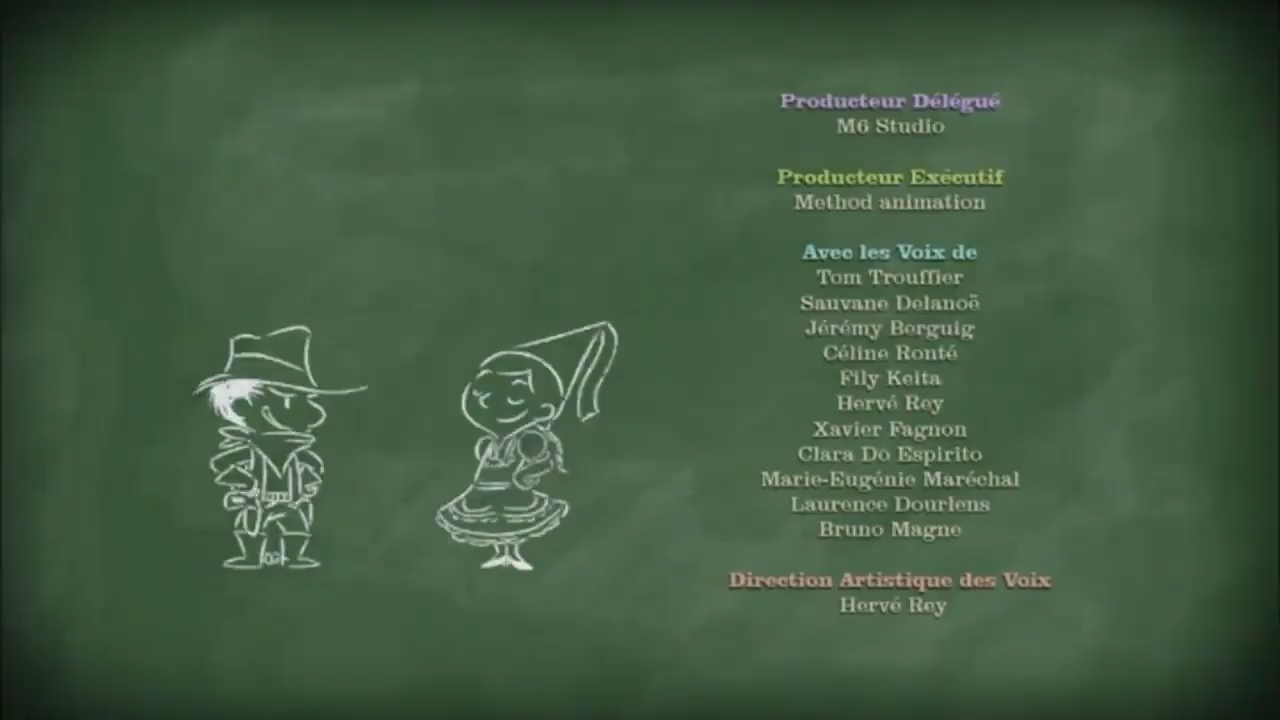 Producteur Délégué
M6 Studio
Producteur Exécutif
Method animation
Avec les Voix de
Tom Trouffier
Sauvane Delanoë
Jérémy Berguig
Céline Ronté
Fily Keita
Hervé Rey
Xavier Fagnon
Clara Do Espirito
Marie-Eugénie Maréchal
Laurence Dourlens
Bruno Magne
Direction Artistique des Voix
Hervé Rey